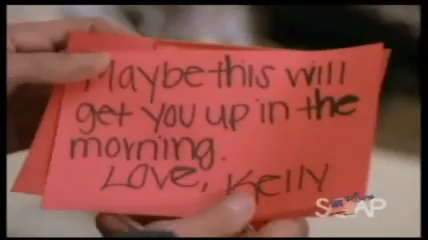 Maybe this will
get you up in the
morning.
Love, Kelly
SOAP